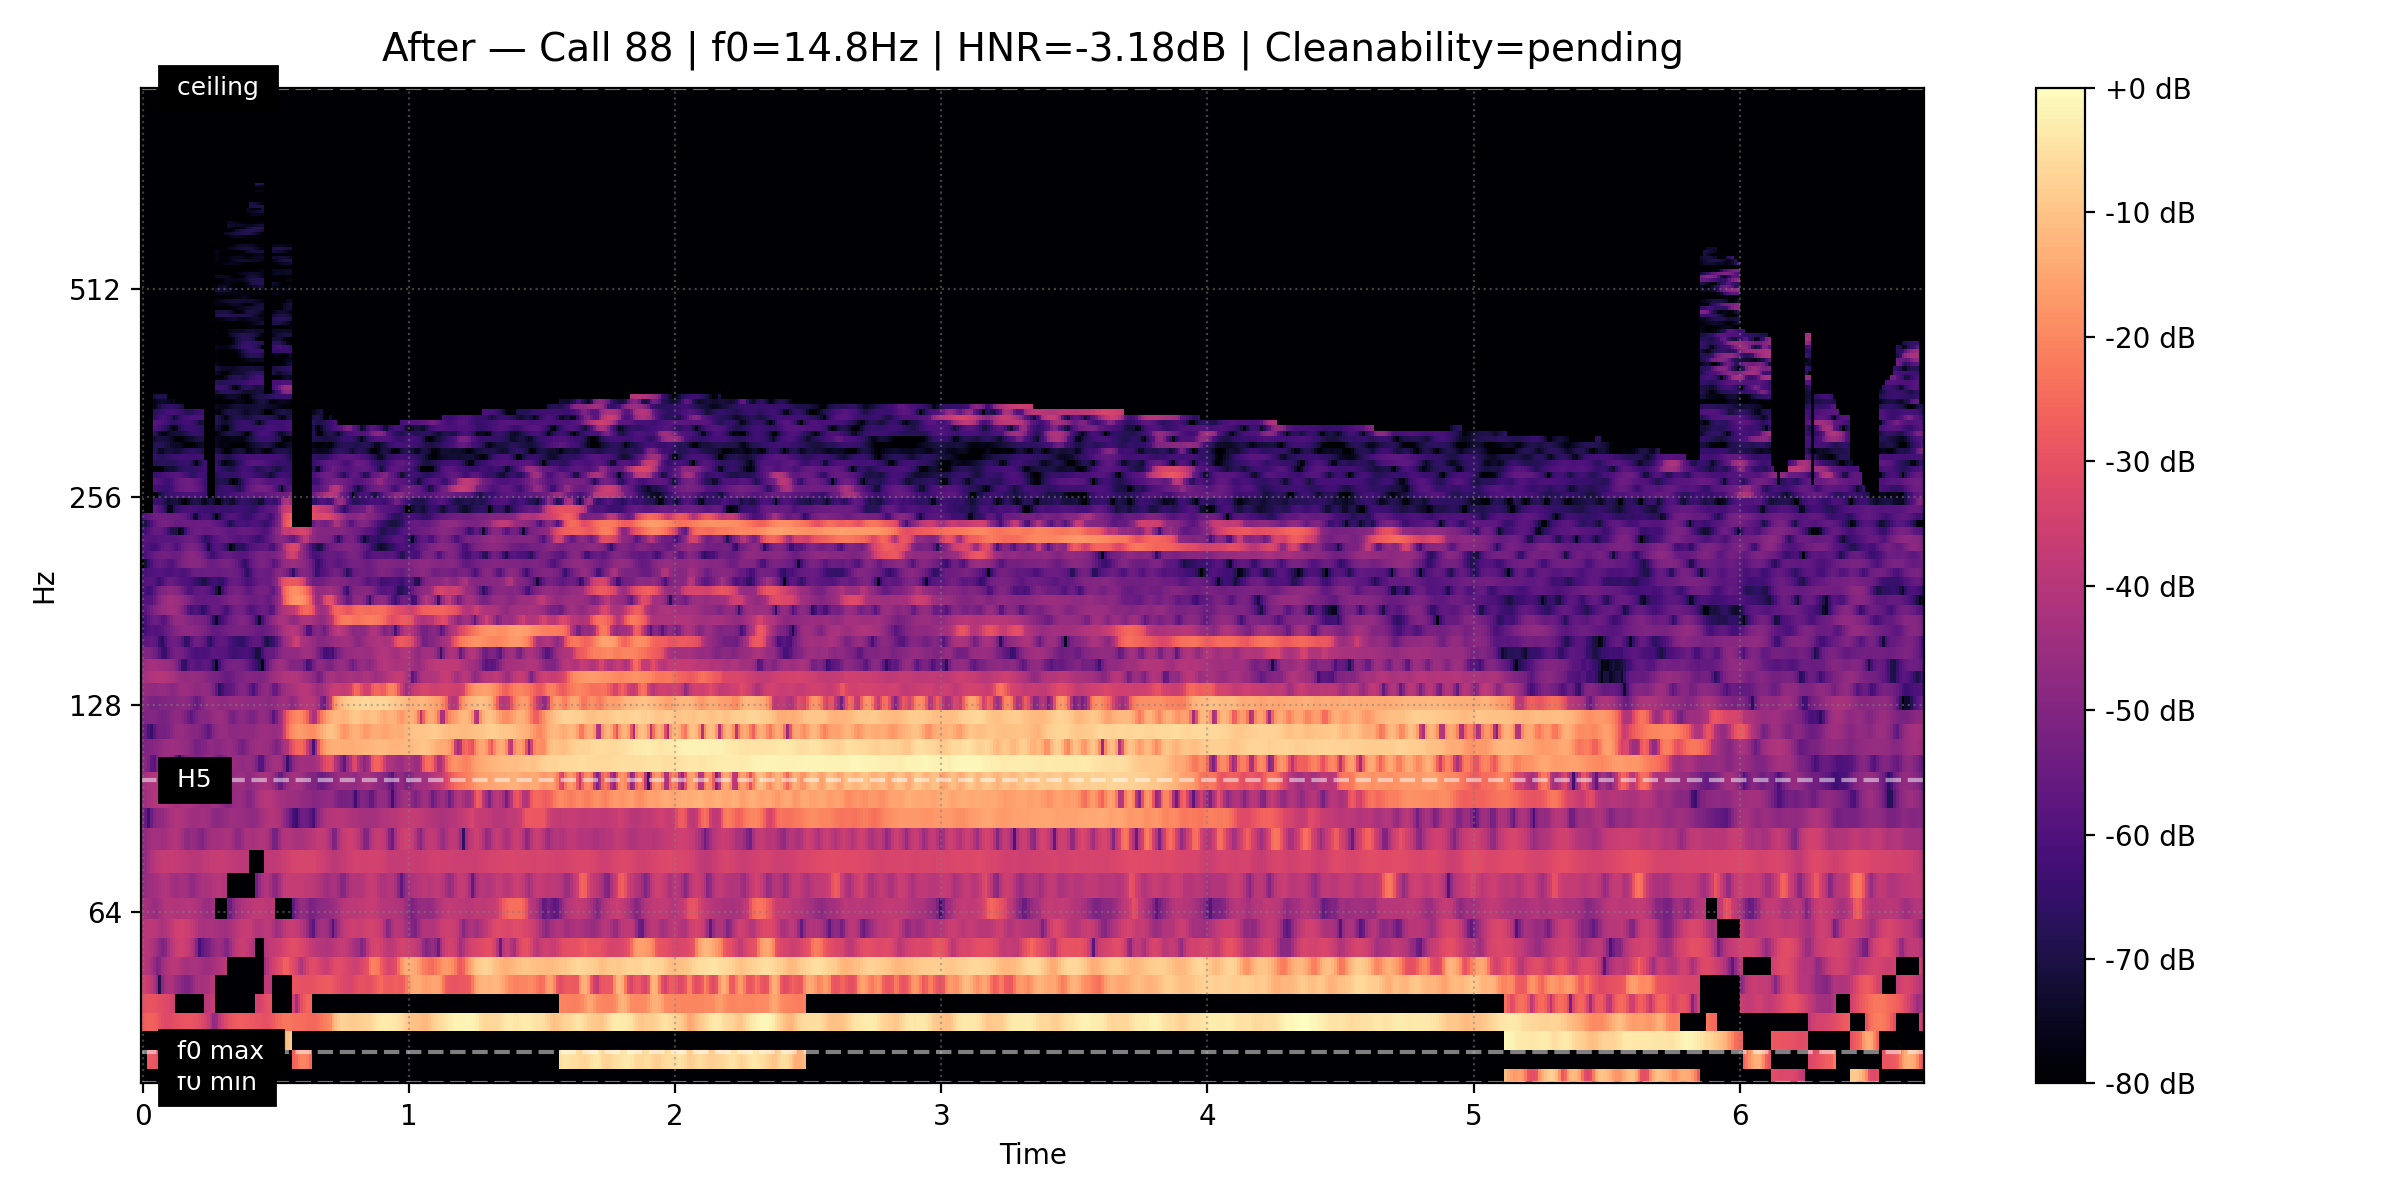 After — Call 88 | f0=14.8Hz | HNR=-3.18dB | Cleanability=pending
ceiling
512
256
128
64
Hz
H5
f0 max
f0 min
0
1
2
3
4
5
6
Time
+0 dB
-10 dB
-20 dB
-30 dB
-40 dB
-50 dB
-60 dB
-70 dB
-80 dB